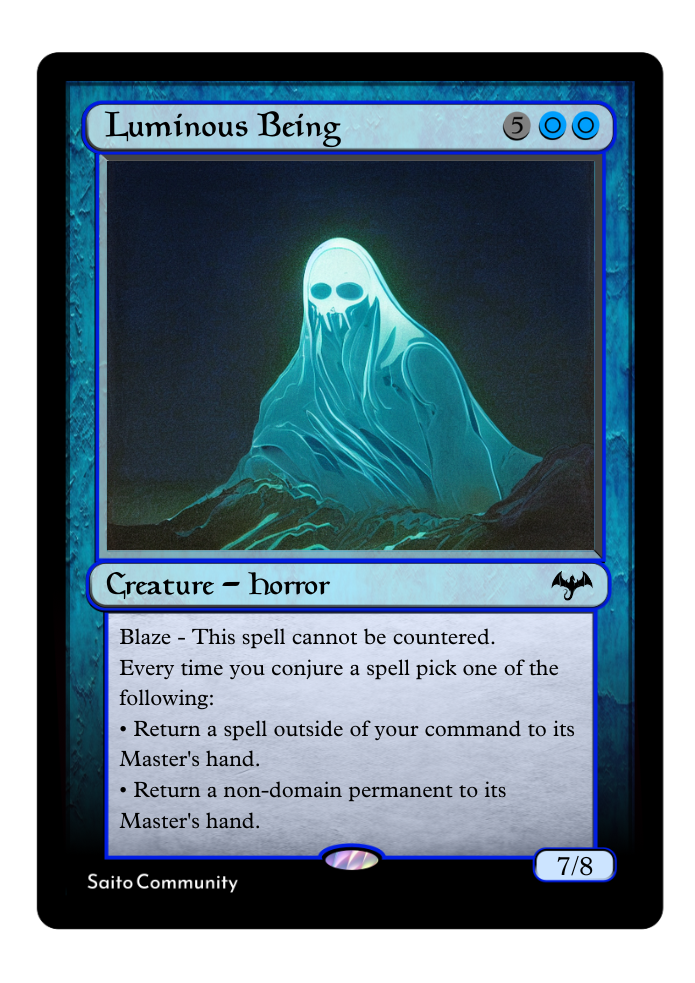 Luminous Being 5
Creature – Horror
Blaze - This spell cannot be countered.
Every time you conjure a spell pick one of the
following:
• Return a spell outside of your command to its
Master's hand.
• Return a non-domain permanent to its
Master's hand.
7/8
Saito Community